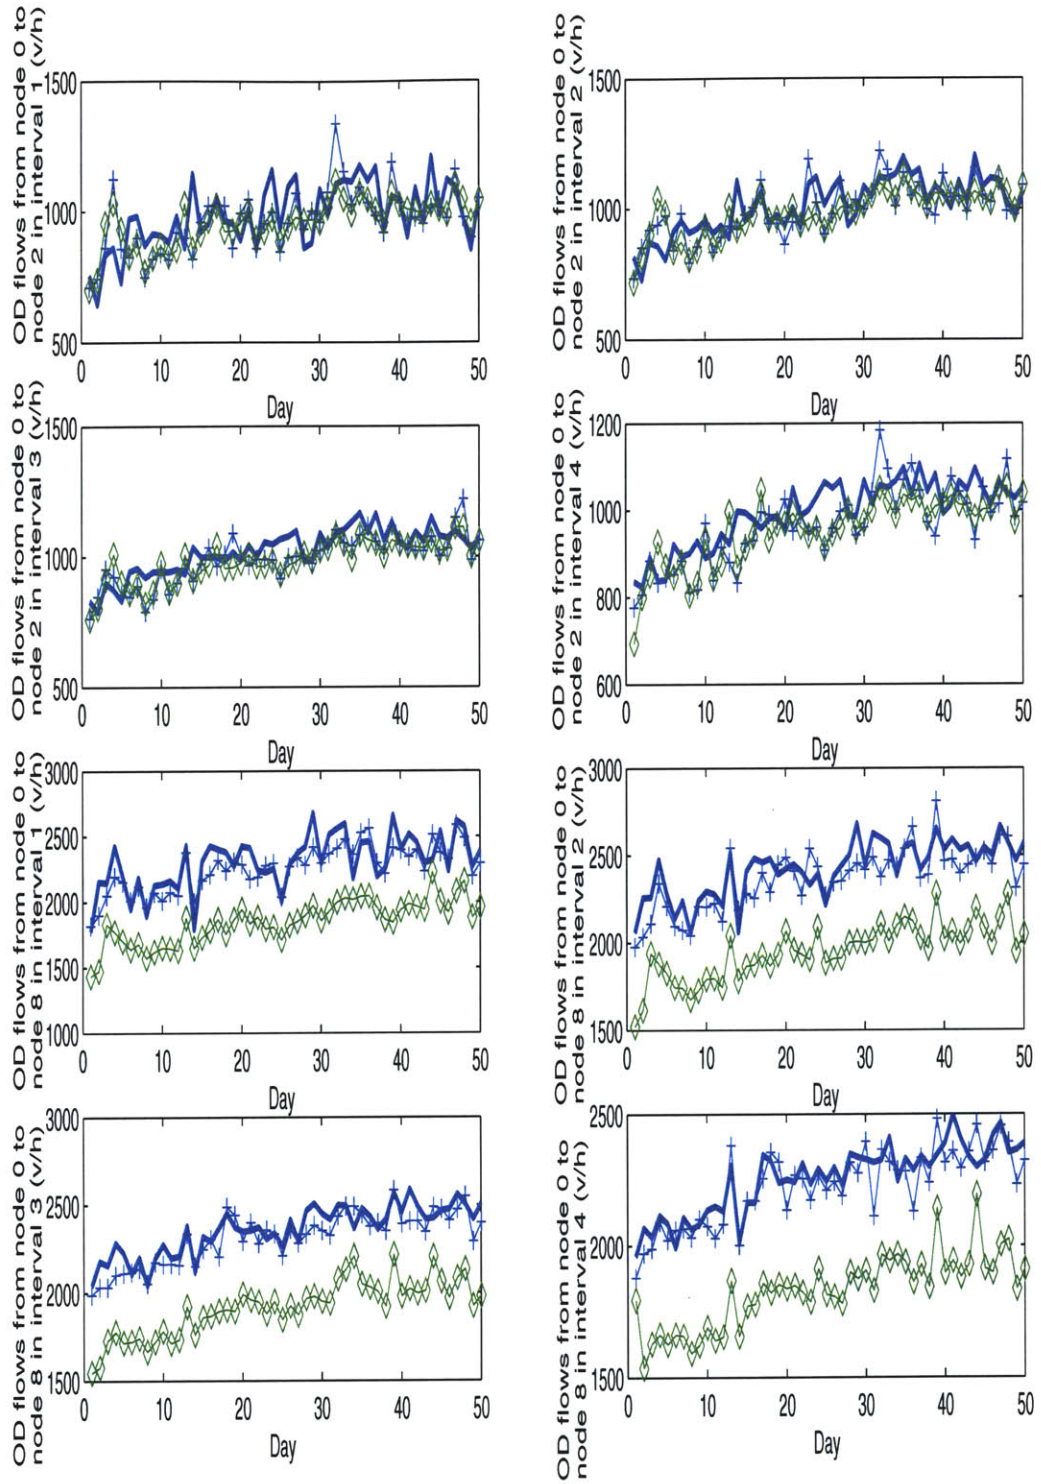 OD flows from node 0 to
node 2 in interval 1 (v/h)
1500
1000
500
0 10 20 30 40 50
Day
OD flows from node 0 to
node 2 in interval 2 (v/h)
1500
1000
500
0 10 20 30 40 50
Day
OD flows from node 0 to
node 2 in interval 3 (v/h)
1500
1000
500
0 10 20 30 40 50
Day
OD flows from node 0 to
node 2 in interval 4 (v/h)
1200
1000
800
600
0 10 20 30 40 50
Day
OD flows from node 0 to
node 8 in interval 1 (v/h)
3000
2500
2000
1500
1000
0 10 20 30 40 50
Day
OD flows from node 0 to
node 8 in interval 2 (v/h)
3000
2500
2000
1500
0 10 20 30 40 50
Day
OD flows from node 0 to
node 8 in interval 3 (v/h)
3000
2500
2000
1500
0 10 20 30 40 50
Day
OD flows from node 0 to
node 8 in interval 4 (v/h)
2500
2000
1500
0 10 20 30 40 50
Day